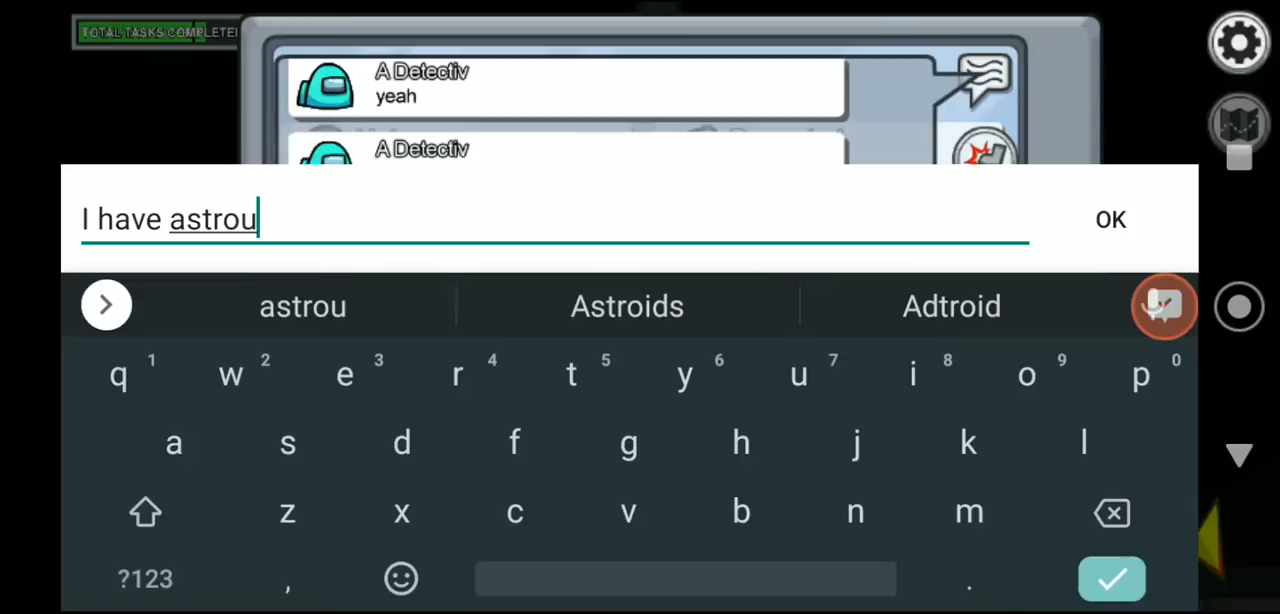 TOTAL TASKS COMPLETED
A Detectiv
yeah
A Detectiv
I have astrou
OK
astrou Astroids Adtroid
q 1 w 2 e 3 r 4 t 5 y 6 u 7 i 8 o 9 p 0
a s d f g h j k l
z x c v b n m
?123 , .